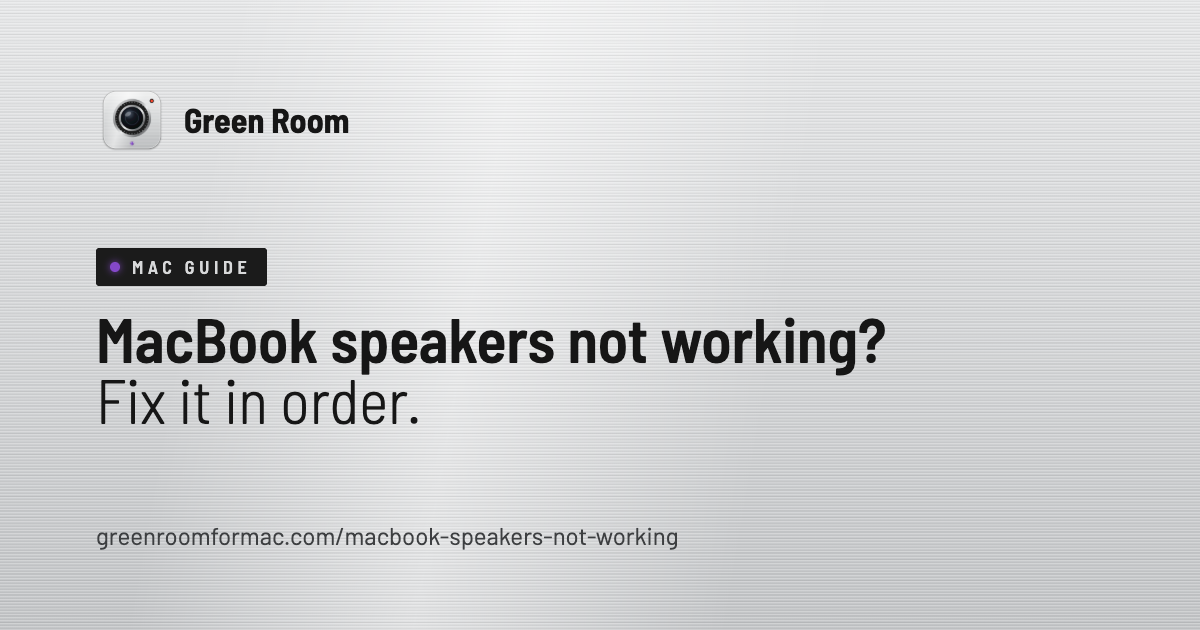 Green Room
MAC GUIDE
MacBook speakers not working?
Fix it in order.
greenroomformac.com/macbook-speakers-not-working